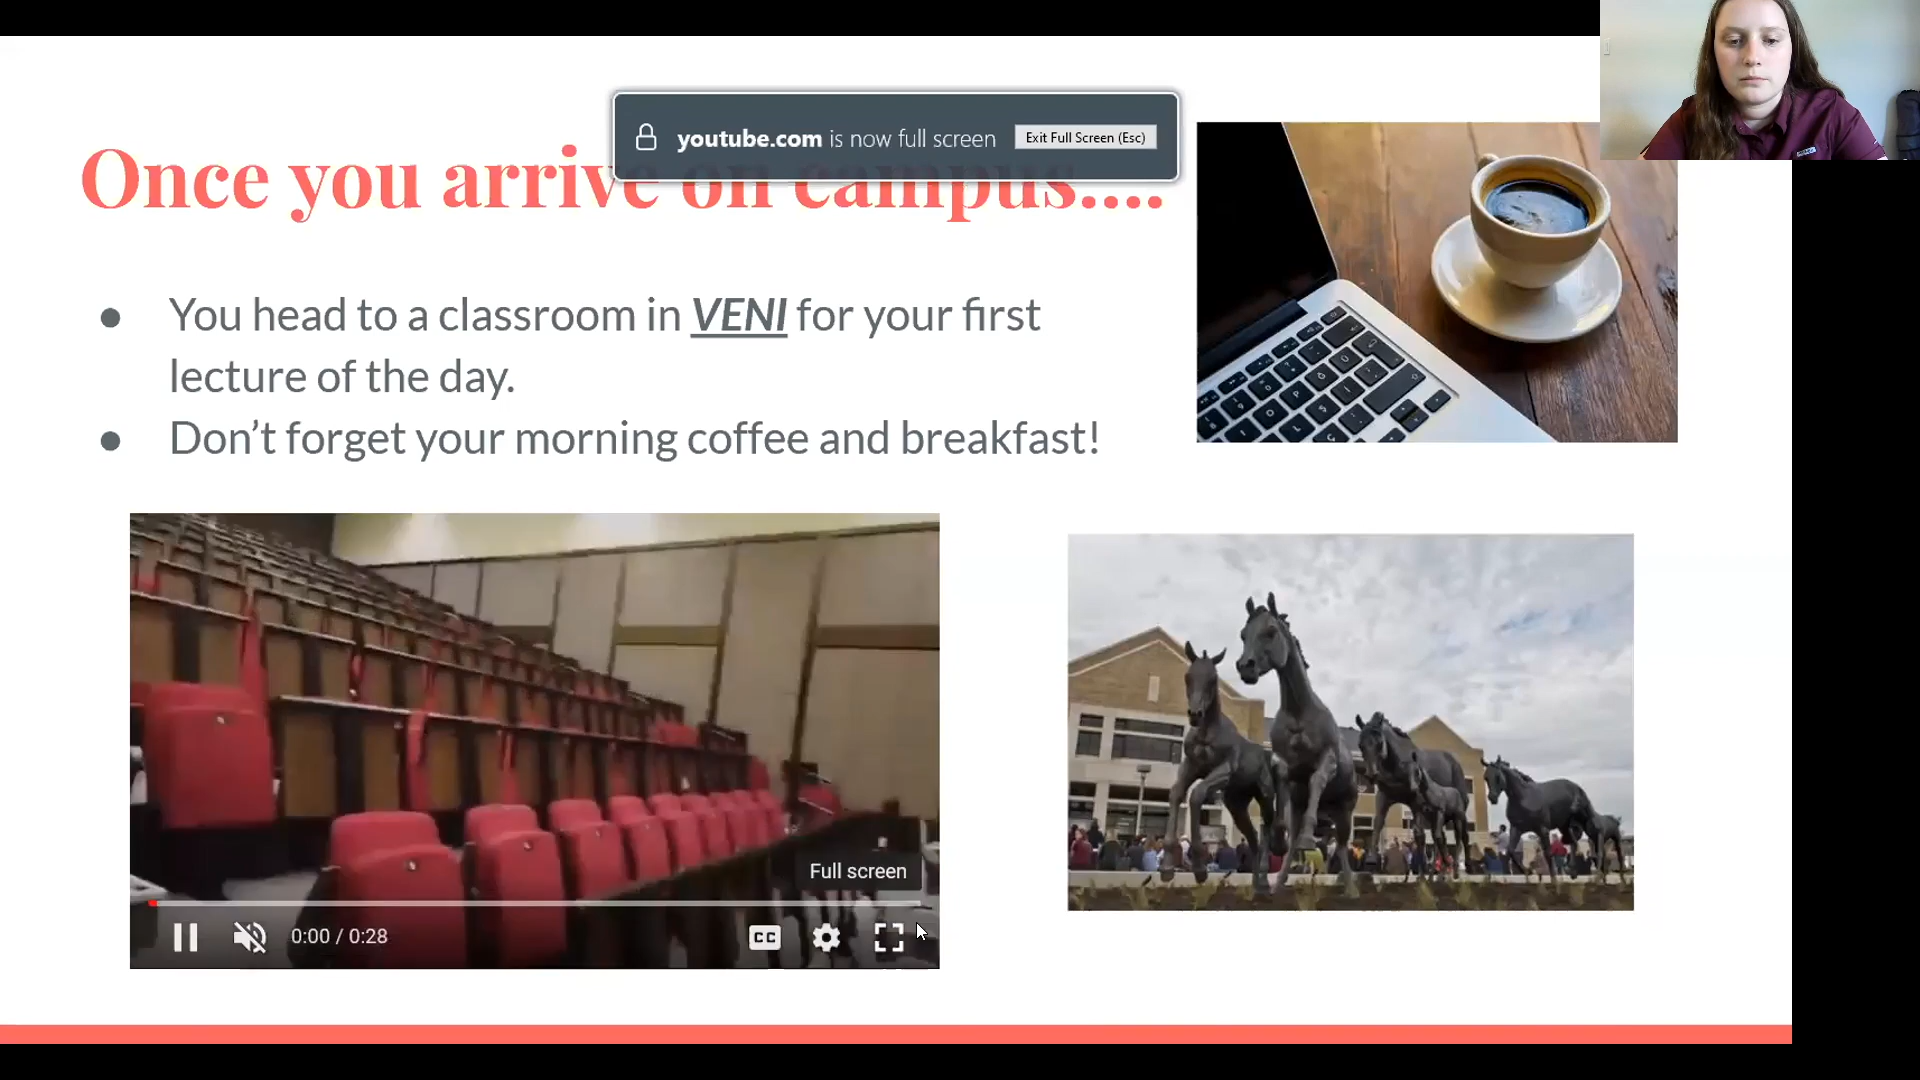 youtube.com is now full screen Exit Full Screen (Esc)
Once you arrive on campus....
● You head to a classroom in VENI for your first
lecture of the day.
● Don’t forget your morning coffee and breakfast!
Full screen
0:00 / 0:28 CC